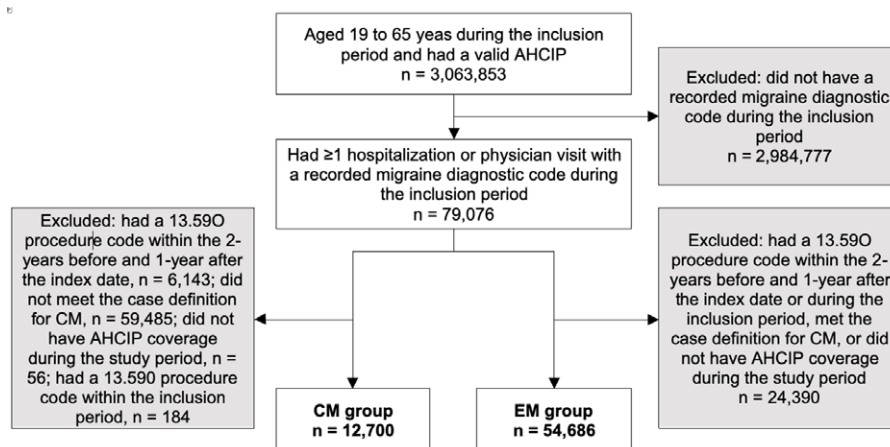 Aged 19 to 65 yeas during the inclusion
period and had a valid AHCIP
n = 3,063,853
Excluded: did not have a
recorded migraine diagnostic
code during the inclusion
period
n = 2,984,777
Had ≥1 hospitalization or physician visit with
a recorded migraine diagnostic code during
the inclusion period
n = 79,076
Excluded: had a 13.59O
procedure code within the 2-
years before and 1-year after
the index date, n = 6,143; did
not meet the case definition
for CM, n = 59,485; did not
have AHCIP coverage
during the study period, n =
56; had a 13.590 procedure
code within the inclusion
period, n = 184
Excluded: had a 13.59O
procedure code within the 2-
years before and 1-year after
the index date or during the
inclusion period, met the
case definition for CM, or did
not have AHCIP coverage
during the study period
n = 24,390
CM group
n = 12,700
EM group
n = 54,686